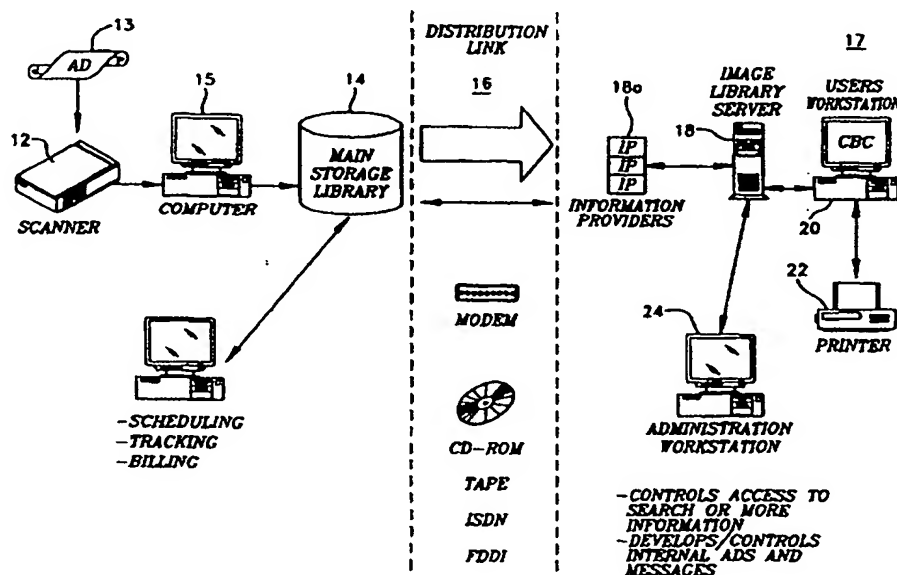 13
AD
12
SCANNER
15
COMPUTER
14
MAIN
STORAGE
LIBRARY
-SCHEDULING
-TRACKING
-BILLING
DISTRIBUTION
LINK
16
MODEM
CD-ROM
TAPE
ISDN
FDDI
17
18a
IP
IP
IP
INFORMATION
PROVIDERS
IMAGE
LIBRARY
SERVER
18
USERS
WORKSTATION
CBC
20
22
PRINTER
24
ADMINISTRATION
WORKSTATION
-CONTROLS ACCESS TO
SEARCH OR MORE
INFORMATION
-DEVELOPS/CONTROLS
INTERNAL ADS AND
MESSAGES